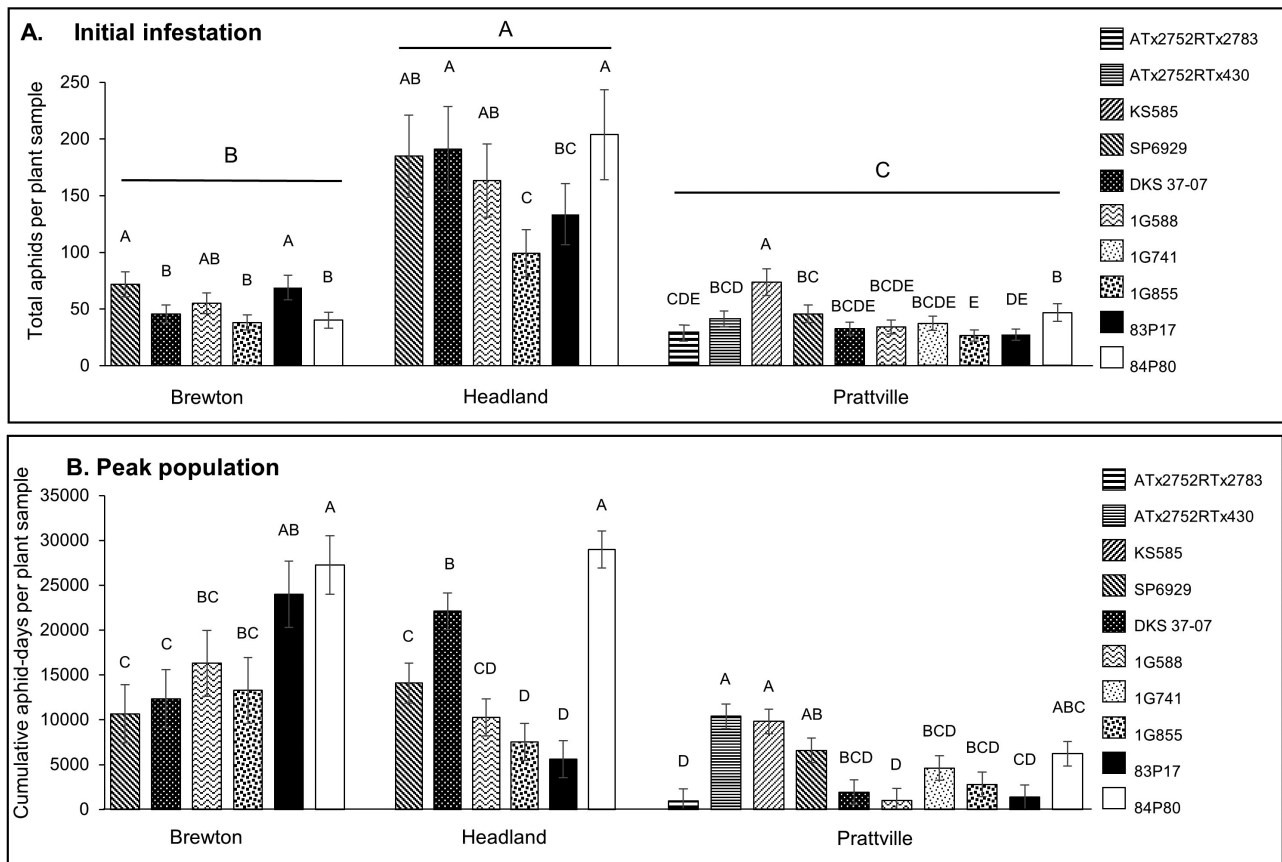 A. Initial infestation
A
ATx2752RTx2783
ATx2752RTx430
KS585
SP6929
DKS 37-07
1G588
1G741
1G855
83P17
84P80
Total aphids per plant sample
250
200
150
100
50
0
B
A B AB B A B
AB A AB C BC A
C
CDE BCD A BC BCDE BCDE BCDE E DE B
Brewton Headland Prattville
B. Peak population
ATx2752RTx2783
ATx2752RTx430
KS585
SP6929
DKS 37-07
1G588
1G741
1G855
83P17
84P80
Cumulative aphid-days per plant sample
35000
30000
25000
20000
15000
10000
5000
0
C C BC BC AB A
C B CD D D A
D A A AB BCD D BCD BCD CD ABC
Brewton Headland Prattville